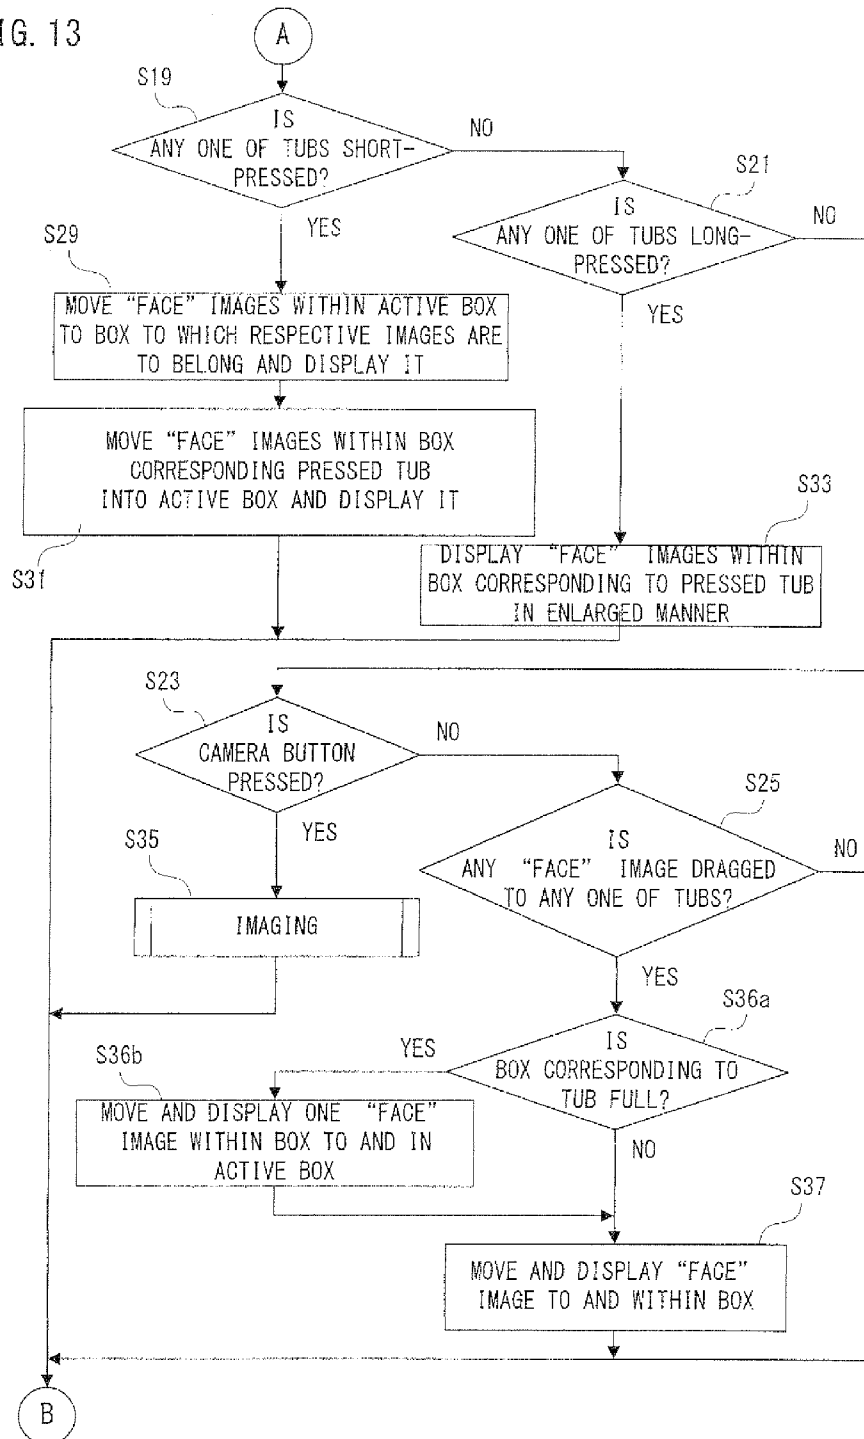 IG. 13
A
S19
IS
ANY ONE OF TUBS SHORT-
PRESSED?
NO
YES
S21
IS
ANY ONE OF TUBS LONG-
PRESSED?
NO
YES
S29
MOVE “FACE” IMAGES WITHIN ACTIVE BOX
TO BOX TO WHICH RESPECTIVE IMAGES ARE
TO BELONG AND DISPLAY IT
MOVE “FACE” IMAGES WITHIN BOX
CORRESPONDING PRESSED TUB
INTO ACTIVE BOX AND DISPLAY IT
S31
S33
DISPLAY “FACE” IMAGES WITHIN
BOX CORRESPONDING TO PRESSED TUB
IN ENLARGED MANNER
S23
IS
CAMERA BUTTON
PRESSED?
NO
YES
S25
IS
ANY “FACE” IMAGE DRAGGED
TO ANY ONE OF TUBS?
NO
YES
S35
IMAGING
S36a
IS
BOX CORRESPONDING TO
TUB FULL?
YES
NO
S36b
MOVE AND DISPLAY ONE “FACE”
IMAGE WITHIN BOX TO AND IN
ACTIVE BOX
S37
MOVE AND DISPLAY “FACE”
IMAGE TO AND WITHIN BOX
B